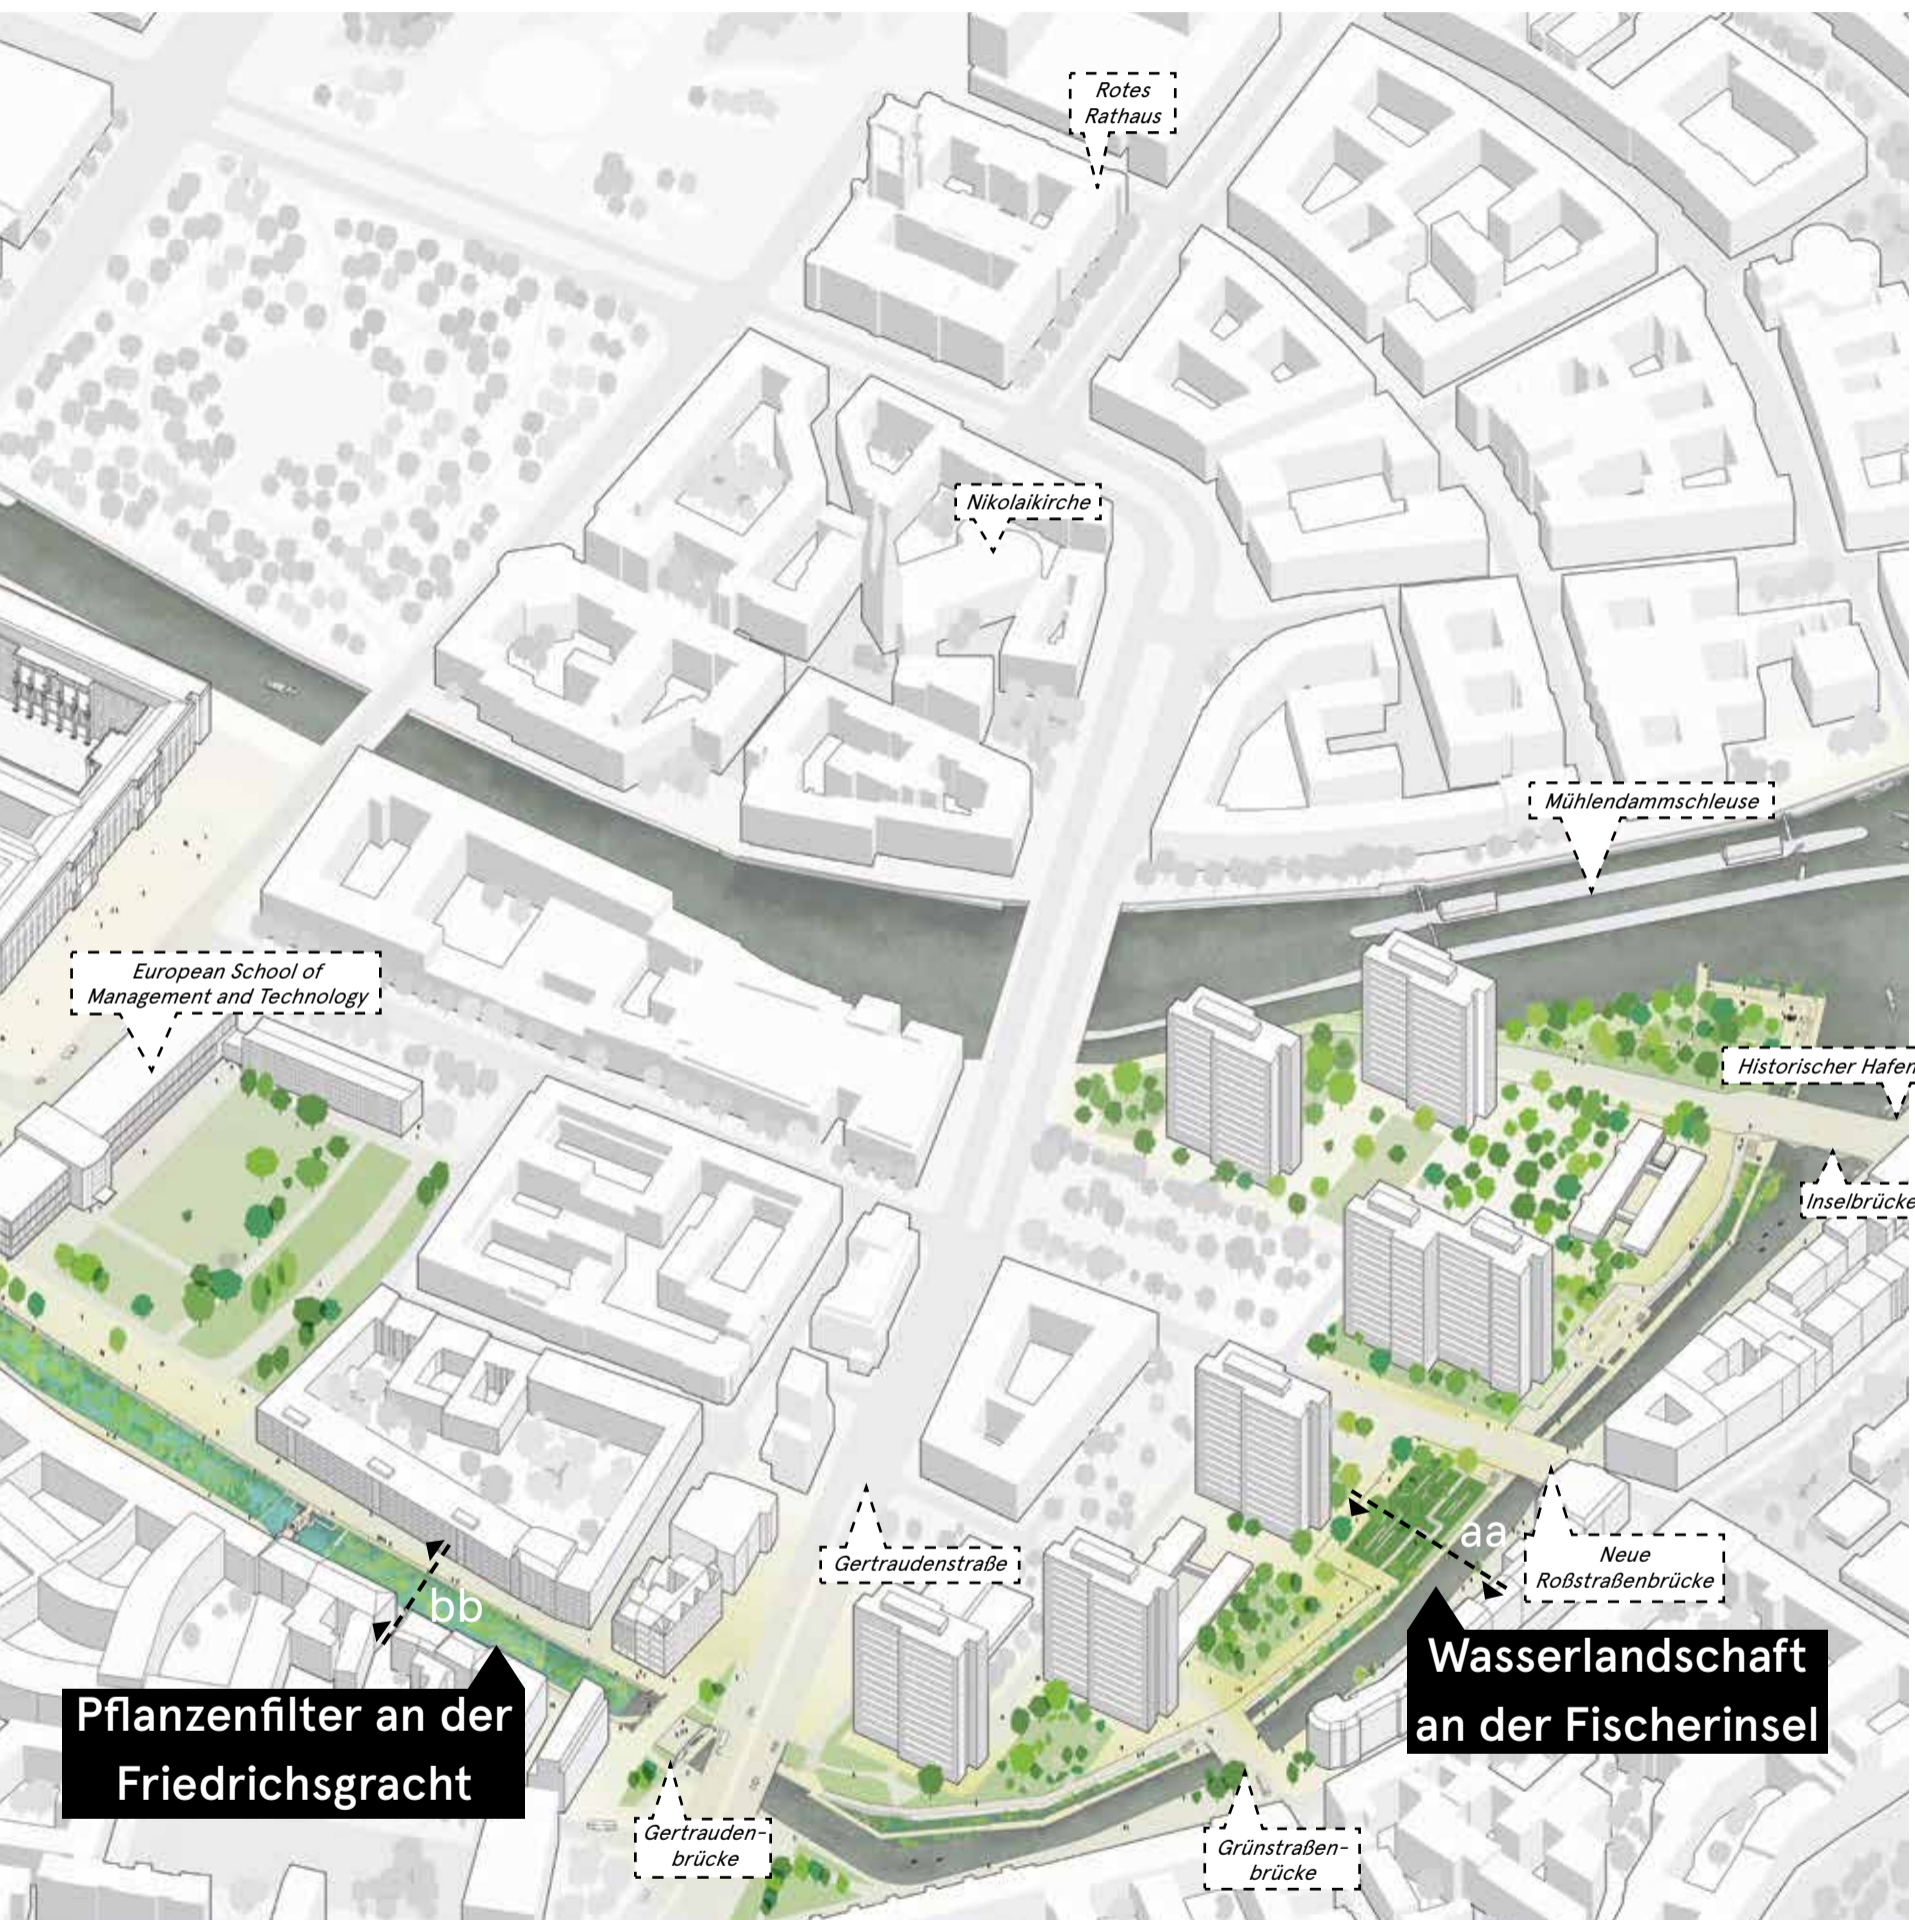 Rotes
Rathaus
Nikolaikirche
Mühlendammschleuse
European School of
Management and Technology
Historischer Hafen
Inselbrücke
Gertraudenstraße
aa
Neue
Roßstraßenbrücke
bb
Wasserlandschaft
an der Fischerinsel
Pflanzenfilter an der
Friedrichsgracht
Gertrauden-
brücke
Grünstraßen-
brücke